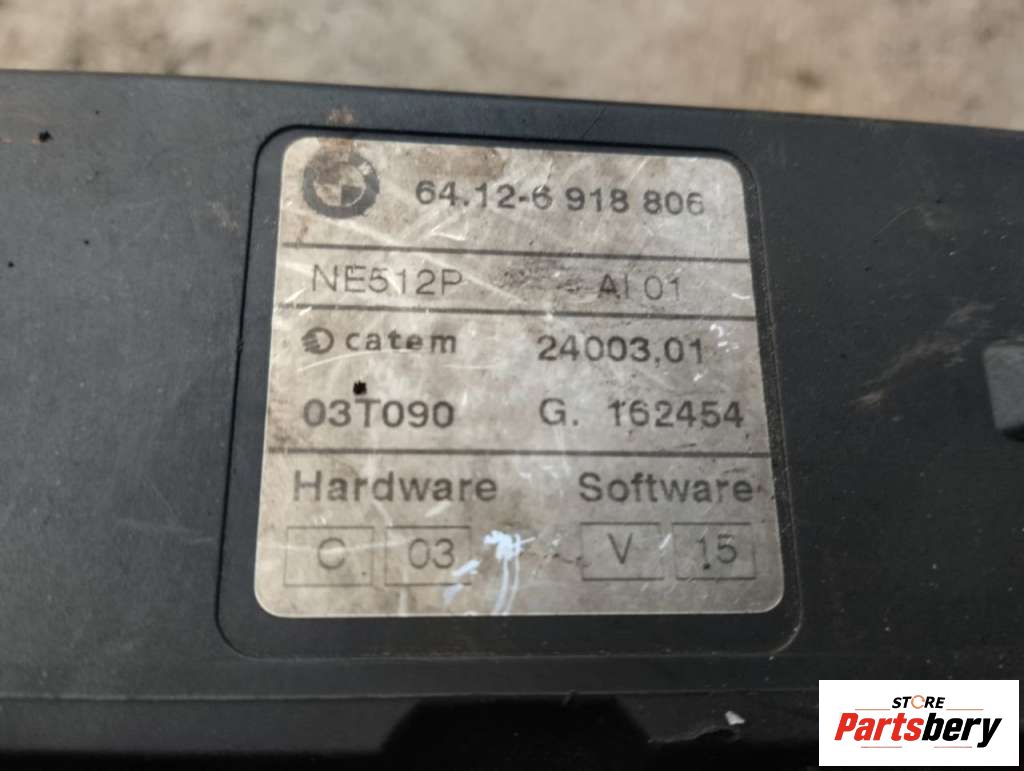 64.12-6 918 806
NE512P AI 01
catem 24003,01
03T090 G. 162454
Hardware Software
C 03 V 15
STORE
Partsbery